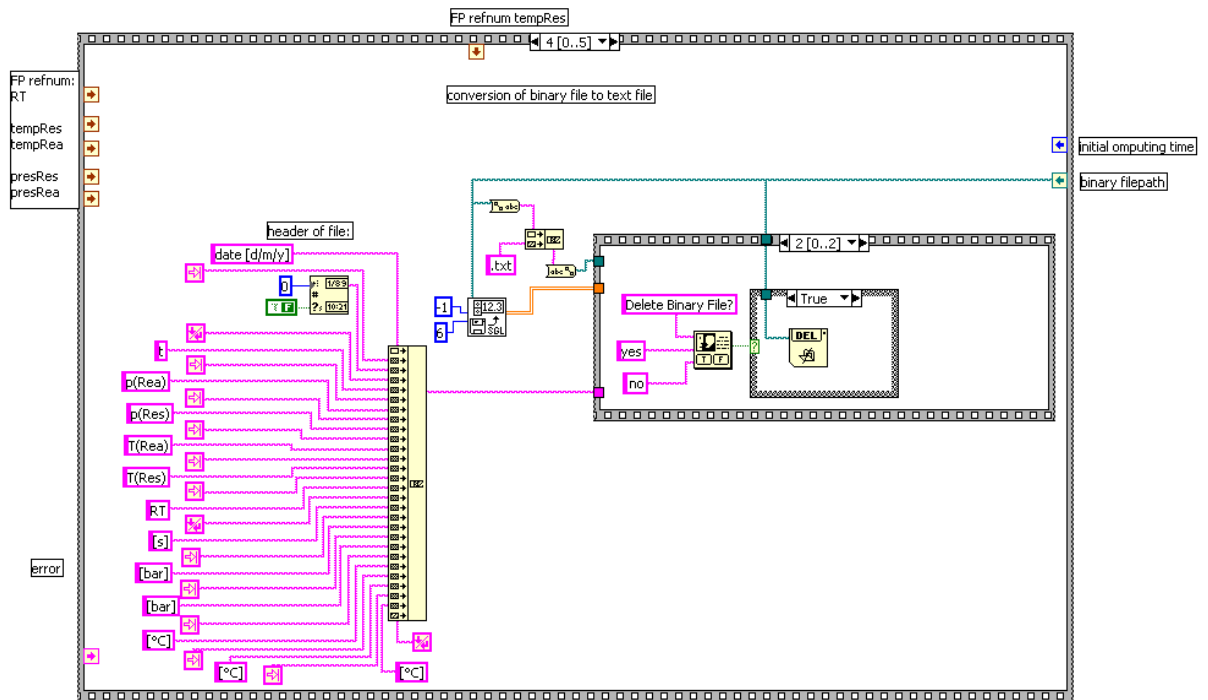 FP refnum tempRes
4 [0..5]
FP refnum:
RT
tempRes
tempRea
presRes
presRea
conversion of binary file to text file
initial omputing time
binary filepath
header of file:
date [d/m/y]
0
1/89
#
10:21
F
abc
.txt
abc
2 [0..2]
-1
6
12.3
SGL
Delete Binary File?
yes
no
T F
?
True
DEL
t
p(Rea)
p(Res)
T(Rea)
T(Res)
RT
[s]
[bar]
[bar]
[°C]
[°C]
[°C]
error